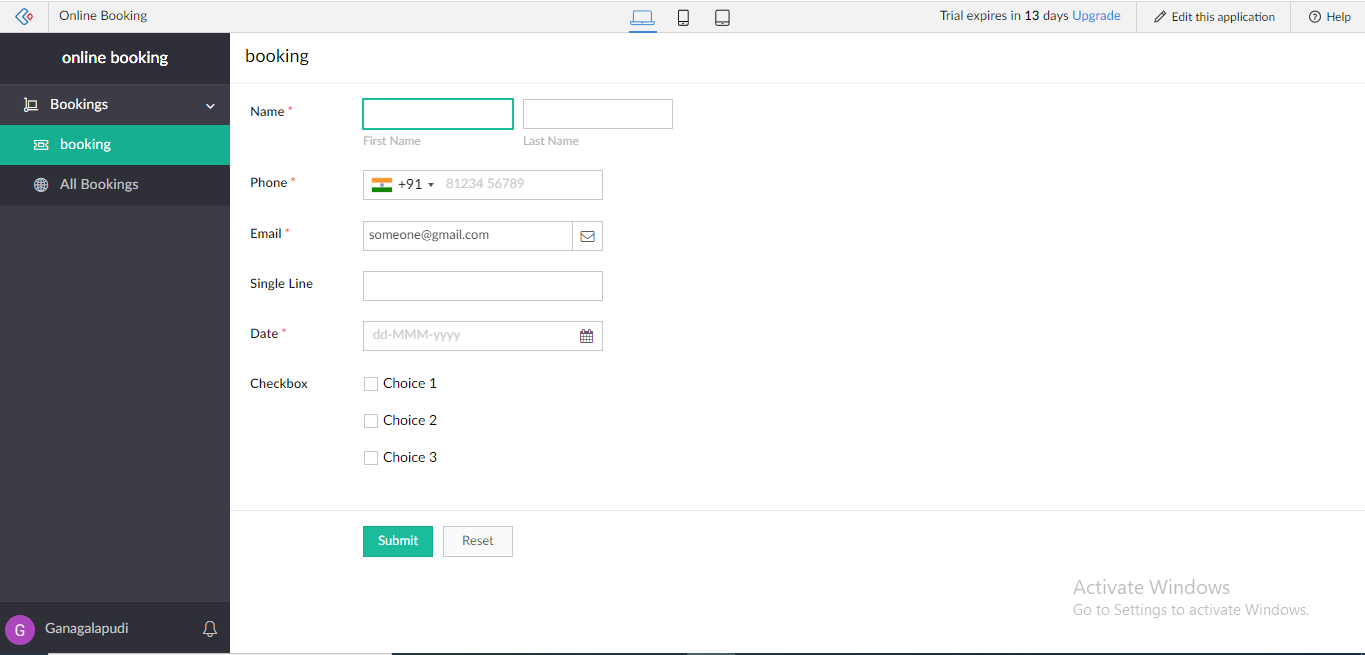 Online Booking
Trial expires in 13 days Upgrade
Edit this application
Help
online booking
Bookings
booking
All Bookings
booking
Name *
First Name
Last Name
Phone *
+91
81234 56789
Email *
someone@gmail.com
Single Line
Date *
dd-MMM-yyyy
Checkbox
Choice 1
Choice 2
Choice 3
Submit
Reset
Activate Windows
Go to Settings to activate Windows.
G
Ganagalapudi